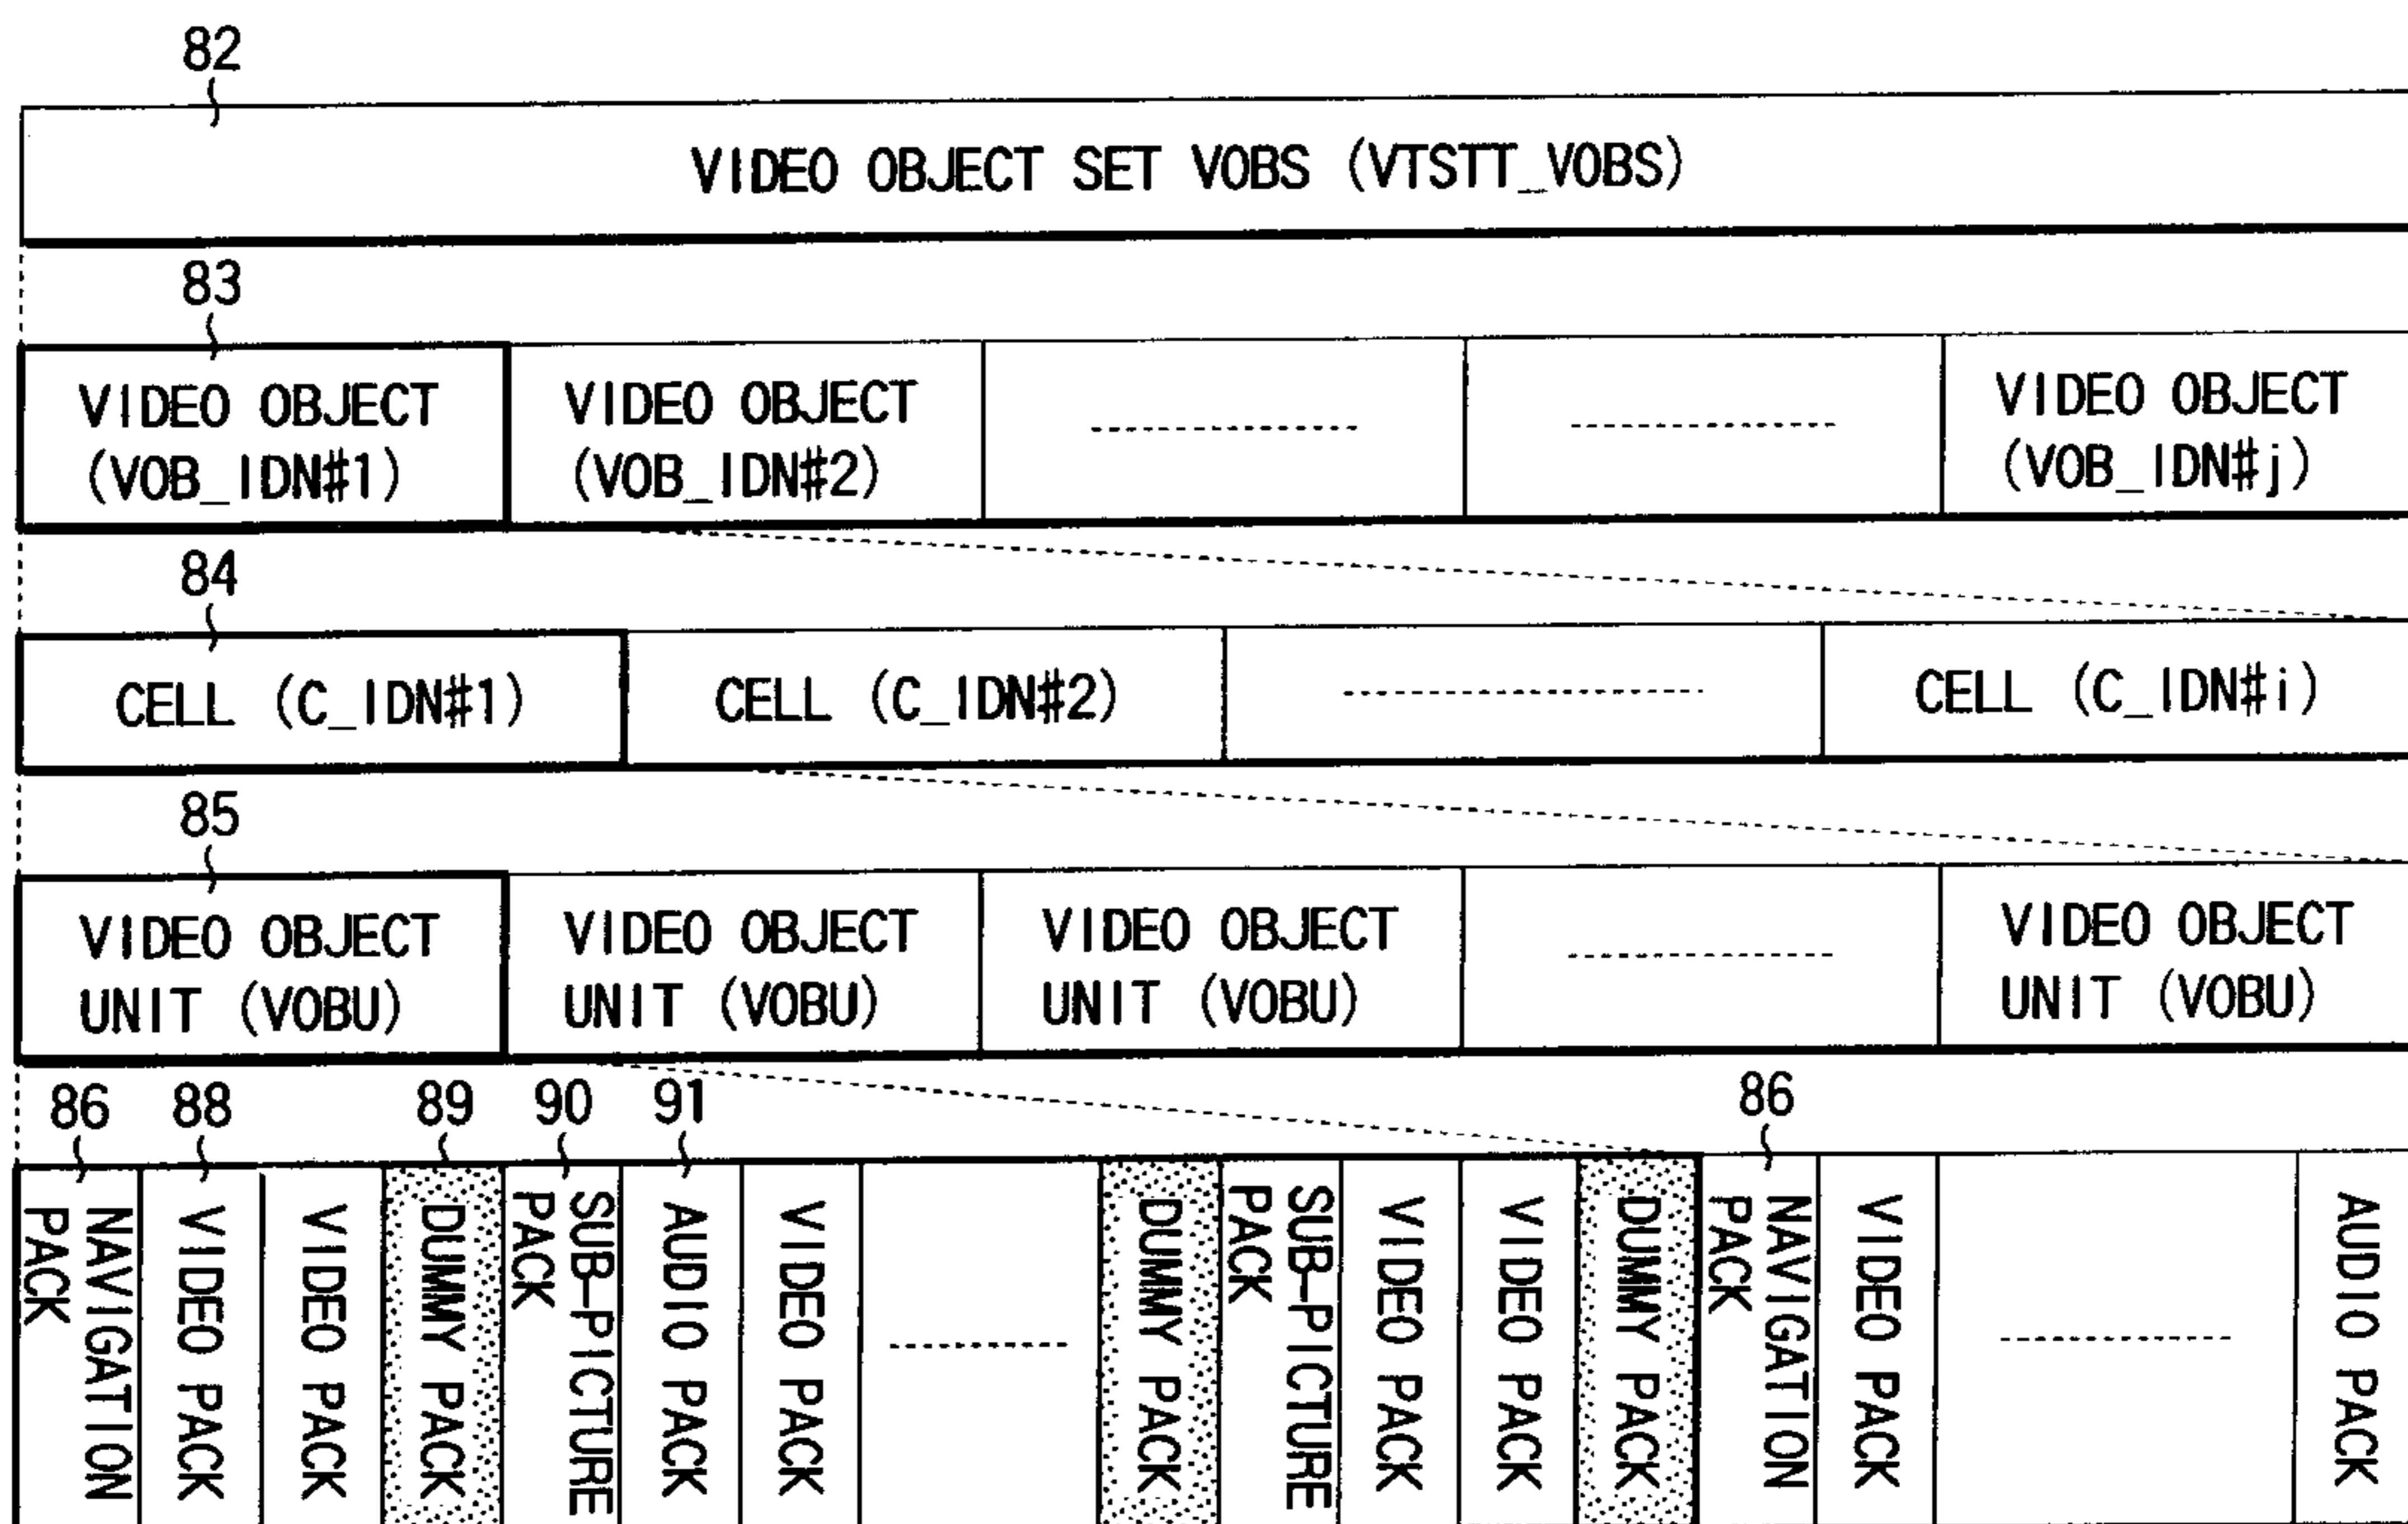 82
VIDEO OBJECT SET VOBS (VTSTT_VOBS)
83
VIDEO OBJECT
(VOB_IDN#1)
VIDEO OBJECT
(VOB_IDN#2)
VIDEO OBJECT
(VOB_IDN#j)
84
CELL (C_IDN#1)
CELL (C_IDN#2)
CELL (C_IDN#i)
85
VIDEO OBJECT
UNIT (VOBU)
VIDEO OBJECT
UNIT (VOBU)
VIDEO OBJECT
UNIT (VOBU)
VIDEO OBJECT
UNIT (VOBU)
86
88
89
90
91
86
NAVIGATION
PACK
VIDEO PACK
VIDEO PACK
DUMMY PACK
SUB-PICTURE
PACK
AUDIO PACK
VIDEO PACK
DUMMY PACK
SUB-PICTURE
PACK
VIDEO PACK
VIDEO PACK
DUMMY PACK
NAVIGATION
PACK
VIDEO PACK
AUDIO PACK